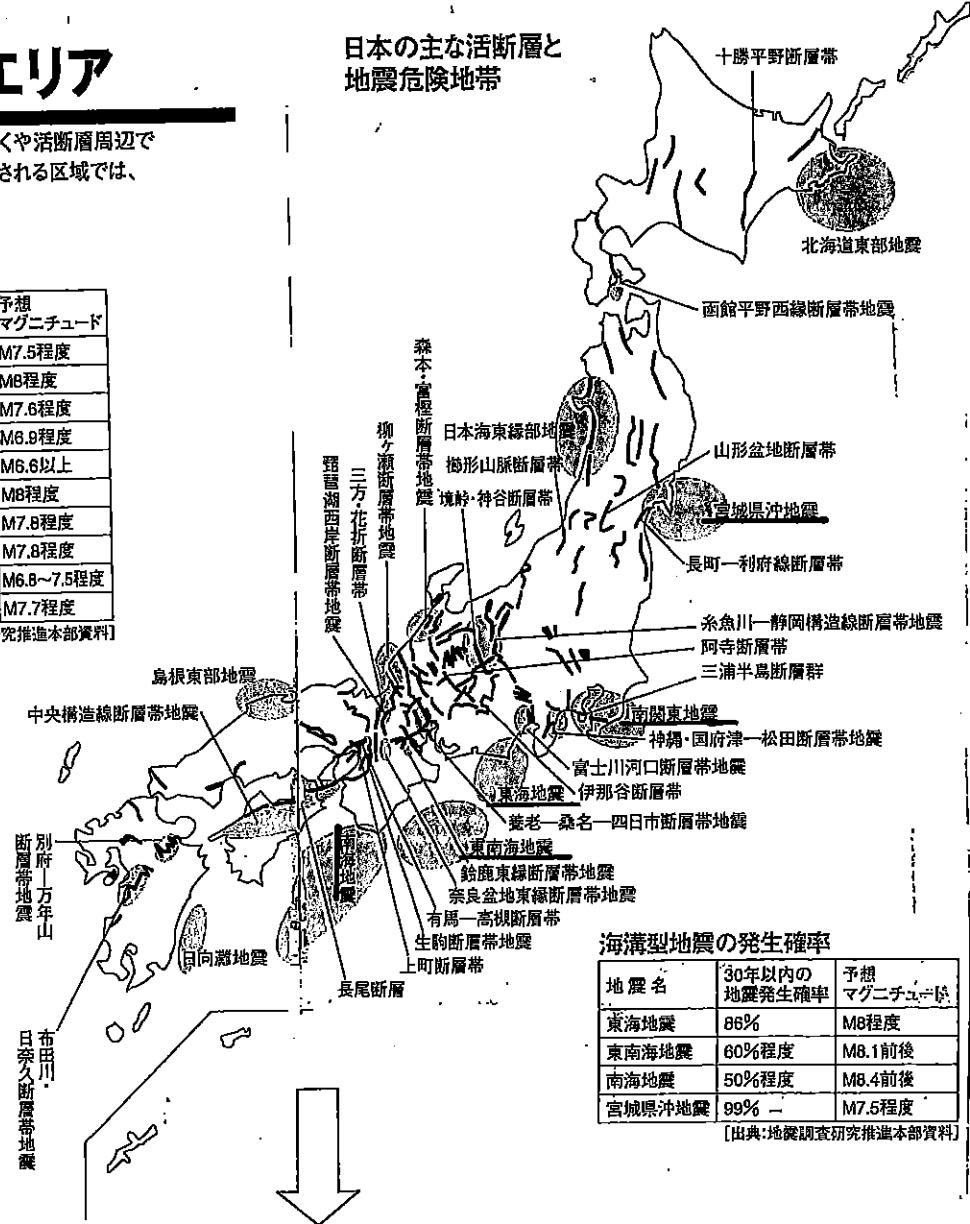 エリア
くや活断層周辺で
される区域では、
予想
マグニチュード
M7.5程度
M8程度
M7.6程度
M6.9程度
M6.6以上
M8程度
M7.8程度
M7.8程度
M6.8〜7.5程度
M7.7程度
究推進本部資料]
日本の主な活断層と
地震危険地帯
十勝平野断層帯
北海道東部地震
函館平野西縁断層帯地震
森本・富樫断層帯地震
柳ヶ瀬断層帯地震
三方・花折断層帯
琵琶湖西岸断層帯地震
日本海東縁部地震
櫛形山脈断層帯
境峠・神谷断層帯
山形盆地断層帯
宮城県沖地震
長町―利府線断層帯
糸魚川―静岡構造線断層帯地震
阿寺断層帯
三浦半島断層群
南関東地震
神縄・国府津―松田断層帯地震
富士川河口断層帯地震
伊那谷断層帯
東海地震
養老―桑名―四日市断層帯地震
東南海地震
鈴鹿東縁断層帯地震
奈良盆地東縁断層帯地震
有馬―高槻断層帯
生駒断層帯地震
上町断層帯
長尾断層
南海地震
島根東部地震
中央構造線断層帯地震
別府―万年山
断層帯地震
日向灘地震
布田川・
日奈久断層帯地震
海溝型地震の発生確率
地震名 30年以内の 予想
地震発生確率 マグニチュード
東海地震 86% M8程度
東南海地震 60%程度 M8.1前後
南海地震 50%程度 M8.4前後
宮城県沖地震 99% M7.5程度
[出典:地震調査研究推進本部資料]